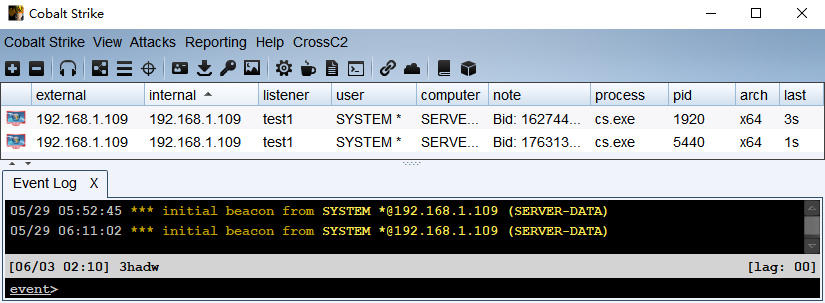 Cobalt Strike
Cobalt Strike View Attacks Reporting Help CrossC2
external internal listener user computer note process pid arch last
192.168.1.109 192.168.1.109 test1 SYSTEM * SERVE... Bid: 162744... cs.exe 1920 x64 3s
192.168.1.109 192.168.1.109 test1 SYSTEM * SERVE... Bid: 176313... cs.exe 5440 x64 1s
Event Log X
05/29 05:52:45 *** initial beacon from SYSTEM *@192.168.1.109 (SERVER-DATA)
05/29 06:11:02 *** initial beacon from SYSTEM *@192.168.1.109 (SERVER-DATA)
[06/03 02:10] 3hadw [lag: 00]
event>